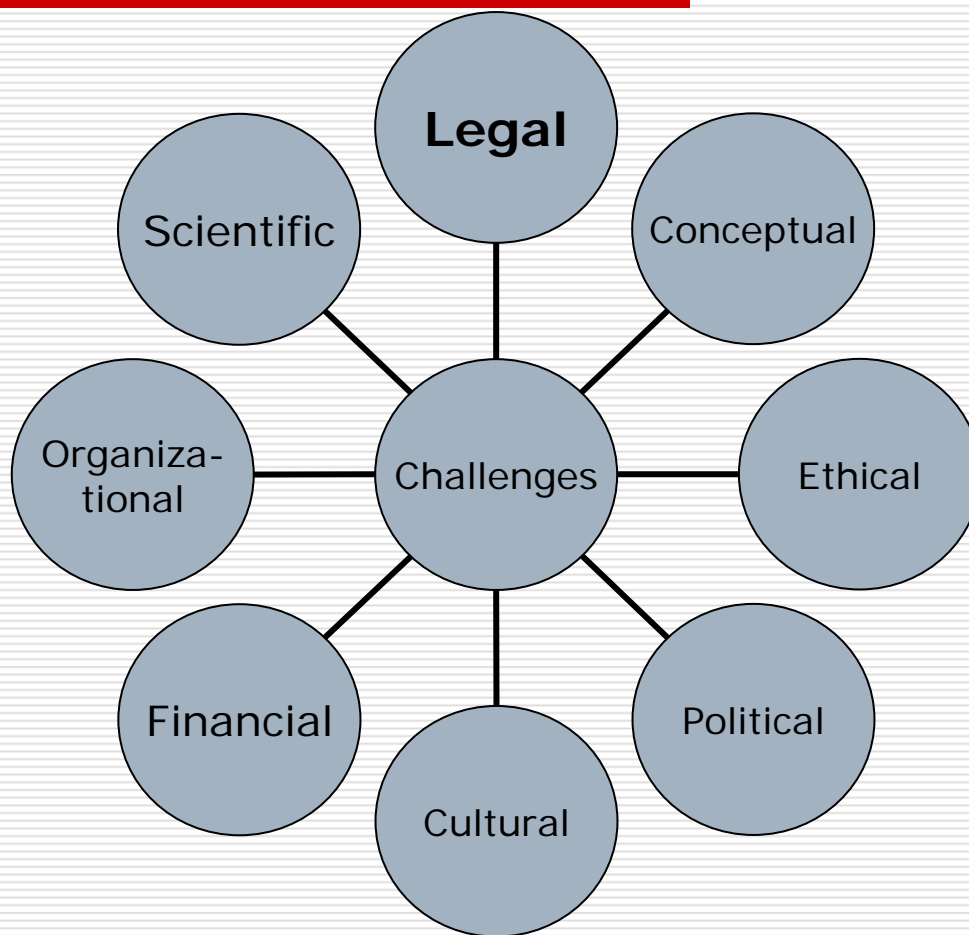 Legal
Scientific
Conceptual
Organiza-
tional
Challenges
Ethical
Financial
Political
Cultural